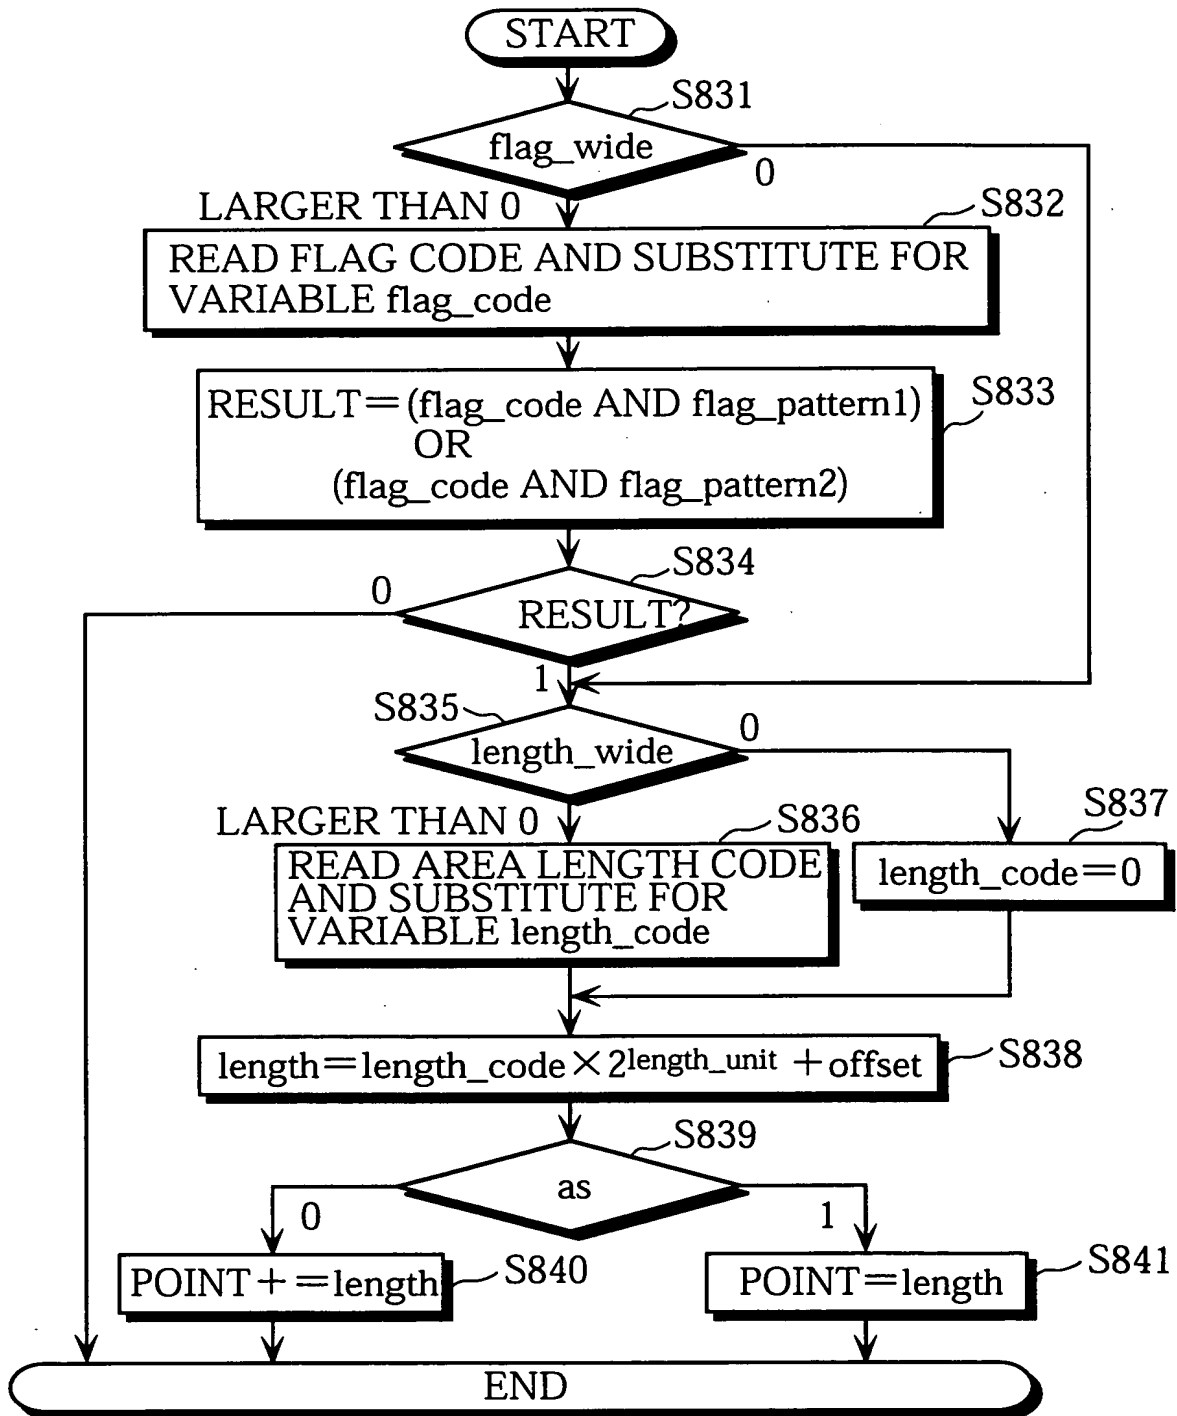 START
S831
flag_wide
0
LARGER THAN 0
S832
READ FLAG CODE AND SUBSTITUTE FOR
VARIABLE flag_code
RESULT=(flag_code AND flag_pattern1)
OR
(flag_code AND flag_pattern2)
S833
S834
0
RESULT?
1
S835
length_wide
0
LARGER THAN 0
S836
S837
READ AREA LENGTH CODE
AND SUBSTITUTE FOR
VARIABLE length_code
length_code=0
length=length_code×2^length_unit +offset
S838
S839
as
0
1
POINT+=length
S840
POINT=length
S841
END